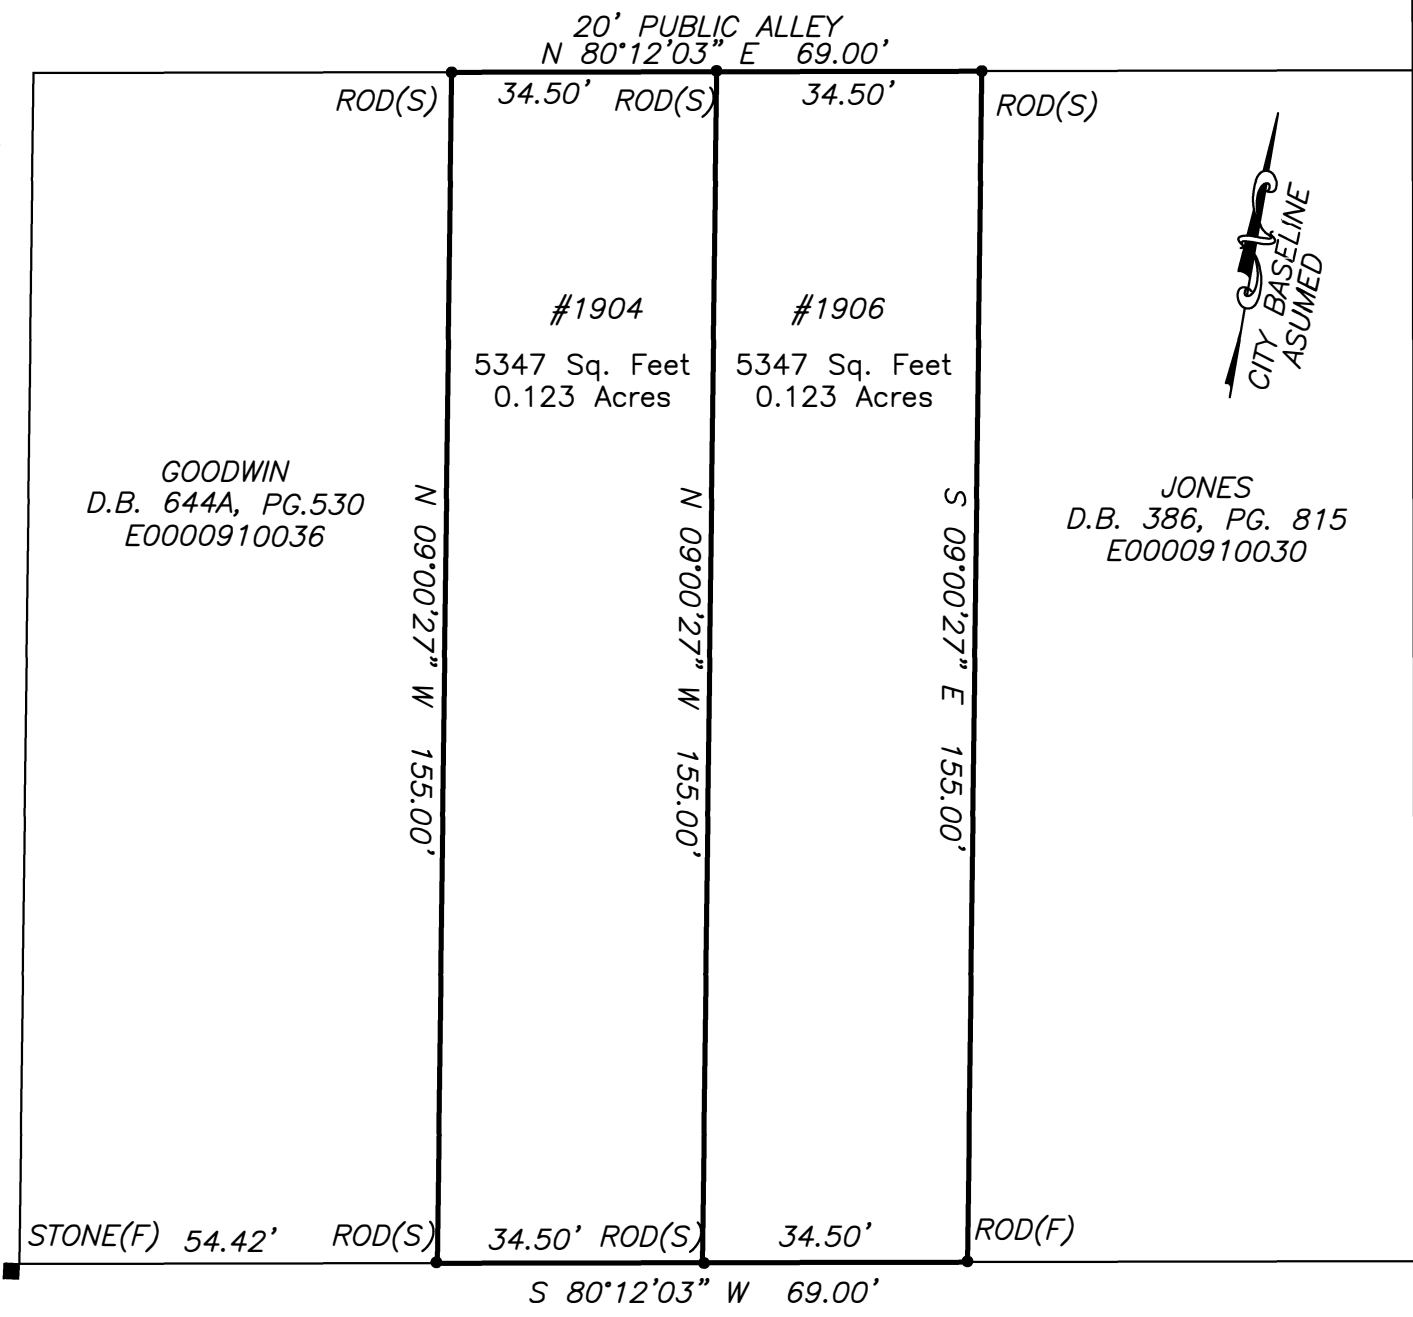 20' PUBLIC ALLEY
N 80°12'03" E 69.00'
ROD(S)
34.50'
ROD(S)
34.50'
ROD(S)
CITY BASELINE
ASUMED
#1904
5347 Sq. Feet
0.123 Acres
#1906
5347 Sq. Feet
0.123 Acres
GOODWIN
D.B. 644A, PG.530
E0000910036
N 09°00'27" W 155.00'
N 09°00'27" W 155.00'
S 09°00'27" E 155.00'
JONES
D.B. 386, PG. 815
E0000910030
STONE(F)
54.42'
ROD(S)
34.50'
ROD(S)
34.50'
ROD(F)
S 80°12'03" W 69.00'